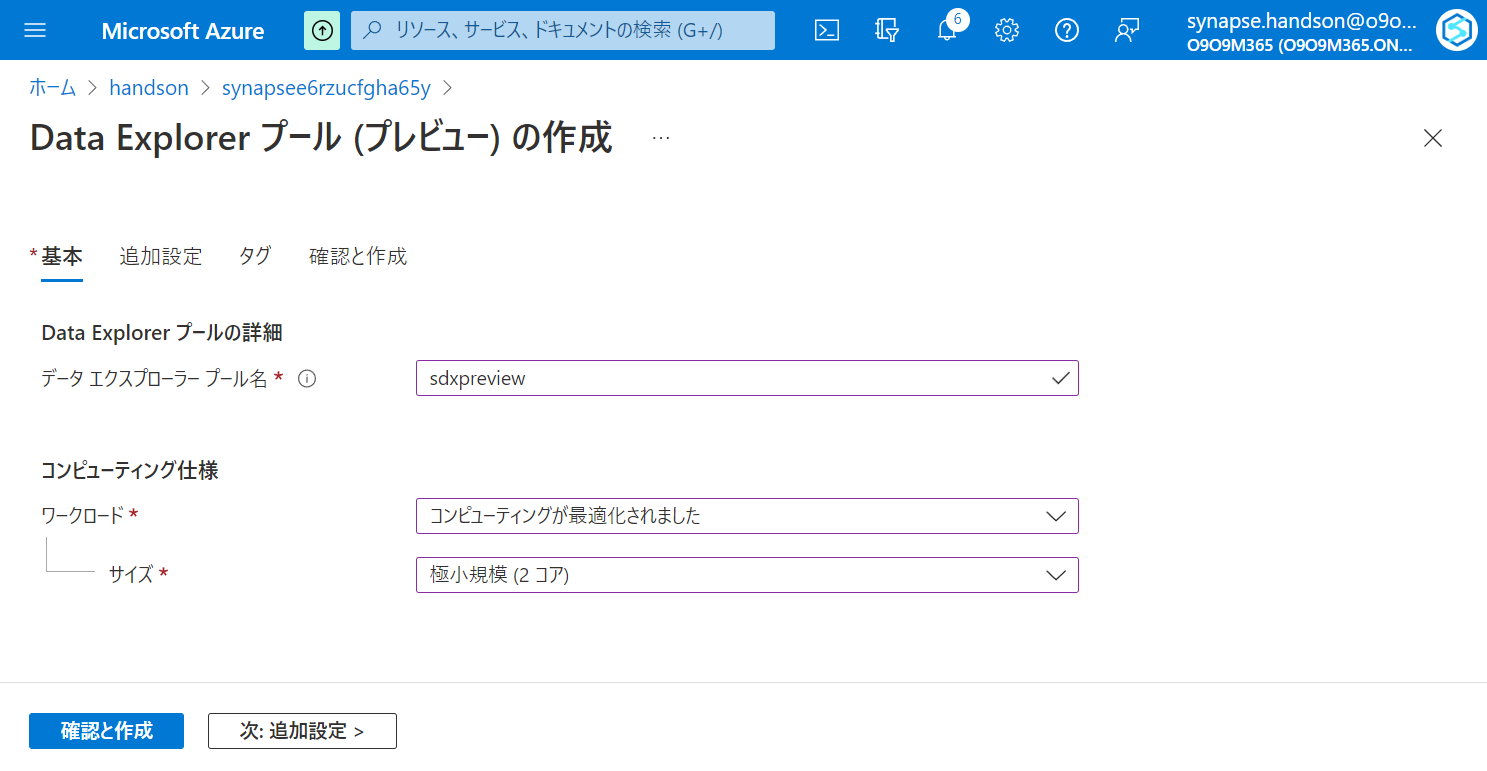 Microsoft Azure
リソース、サービス、ドキュメントの検索 (G+/)
6
synapse.handson@o9o...
O9O9M365 (O9O9M365.ON...
ホーム > handson > synapsee6rzucfgha65y >
Data Explorer プール (プレビュー) の作成 ...
* 基本 追加設定 タグ 確認と作成
Data Explorer プールの詳細
データ エクスプローラー プール名 *
sdxpreview
コンピューティング仕様
ワークロード *
コンピューティングが最適化されました
サイズ *
極小規模 (2 コア)
確認と作成
次: 追加設定 >